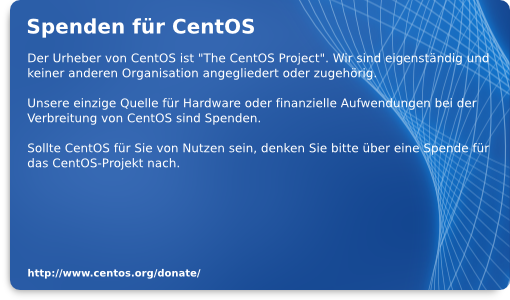 Spenden für CentOS
Der Urheber von CentOS ist "The CentOS Project". Wir sind eigenständig und
keiner anderen Organisation angegliedert oder zugehörig.
Unsere einzige Quelle für Hardware oder finanzielle Aufwendungen bei der
Verbreitung von CentOS sind Spenden.
Sollte CentOS für Sie von Nutzen sein, denken Sie bitte über eine Spende für
das CentOS-Projekt nach.
http://www.centos.org/donate/